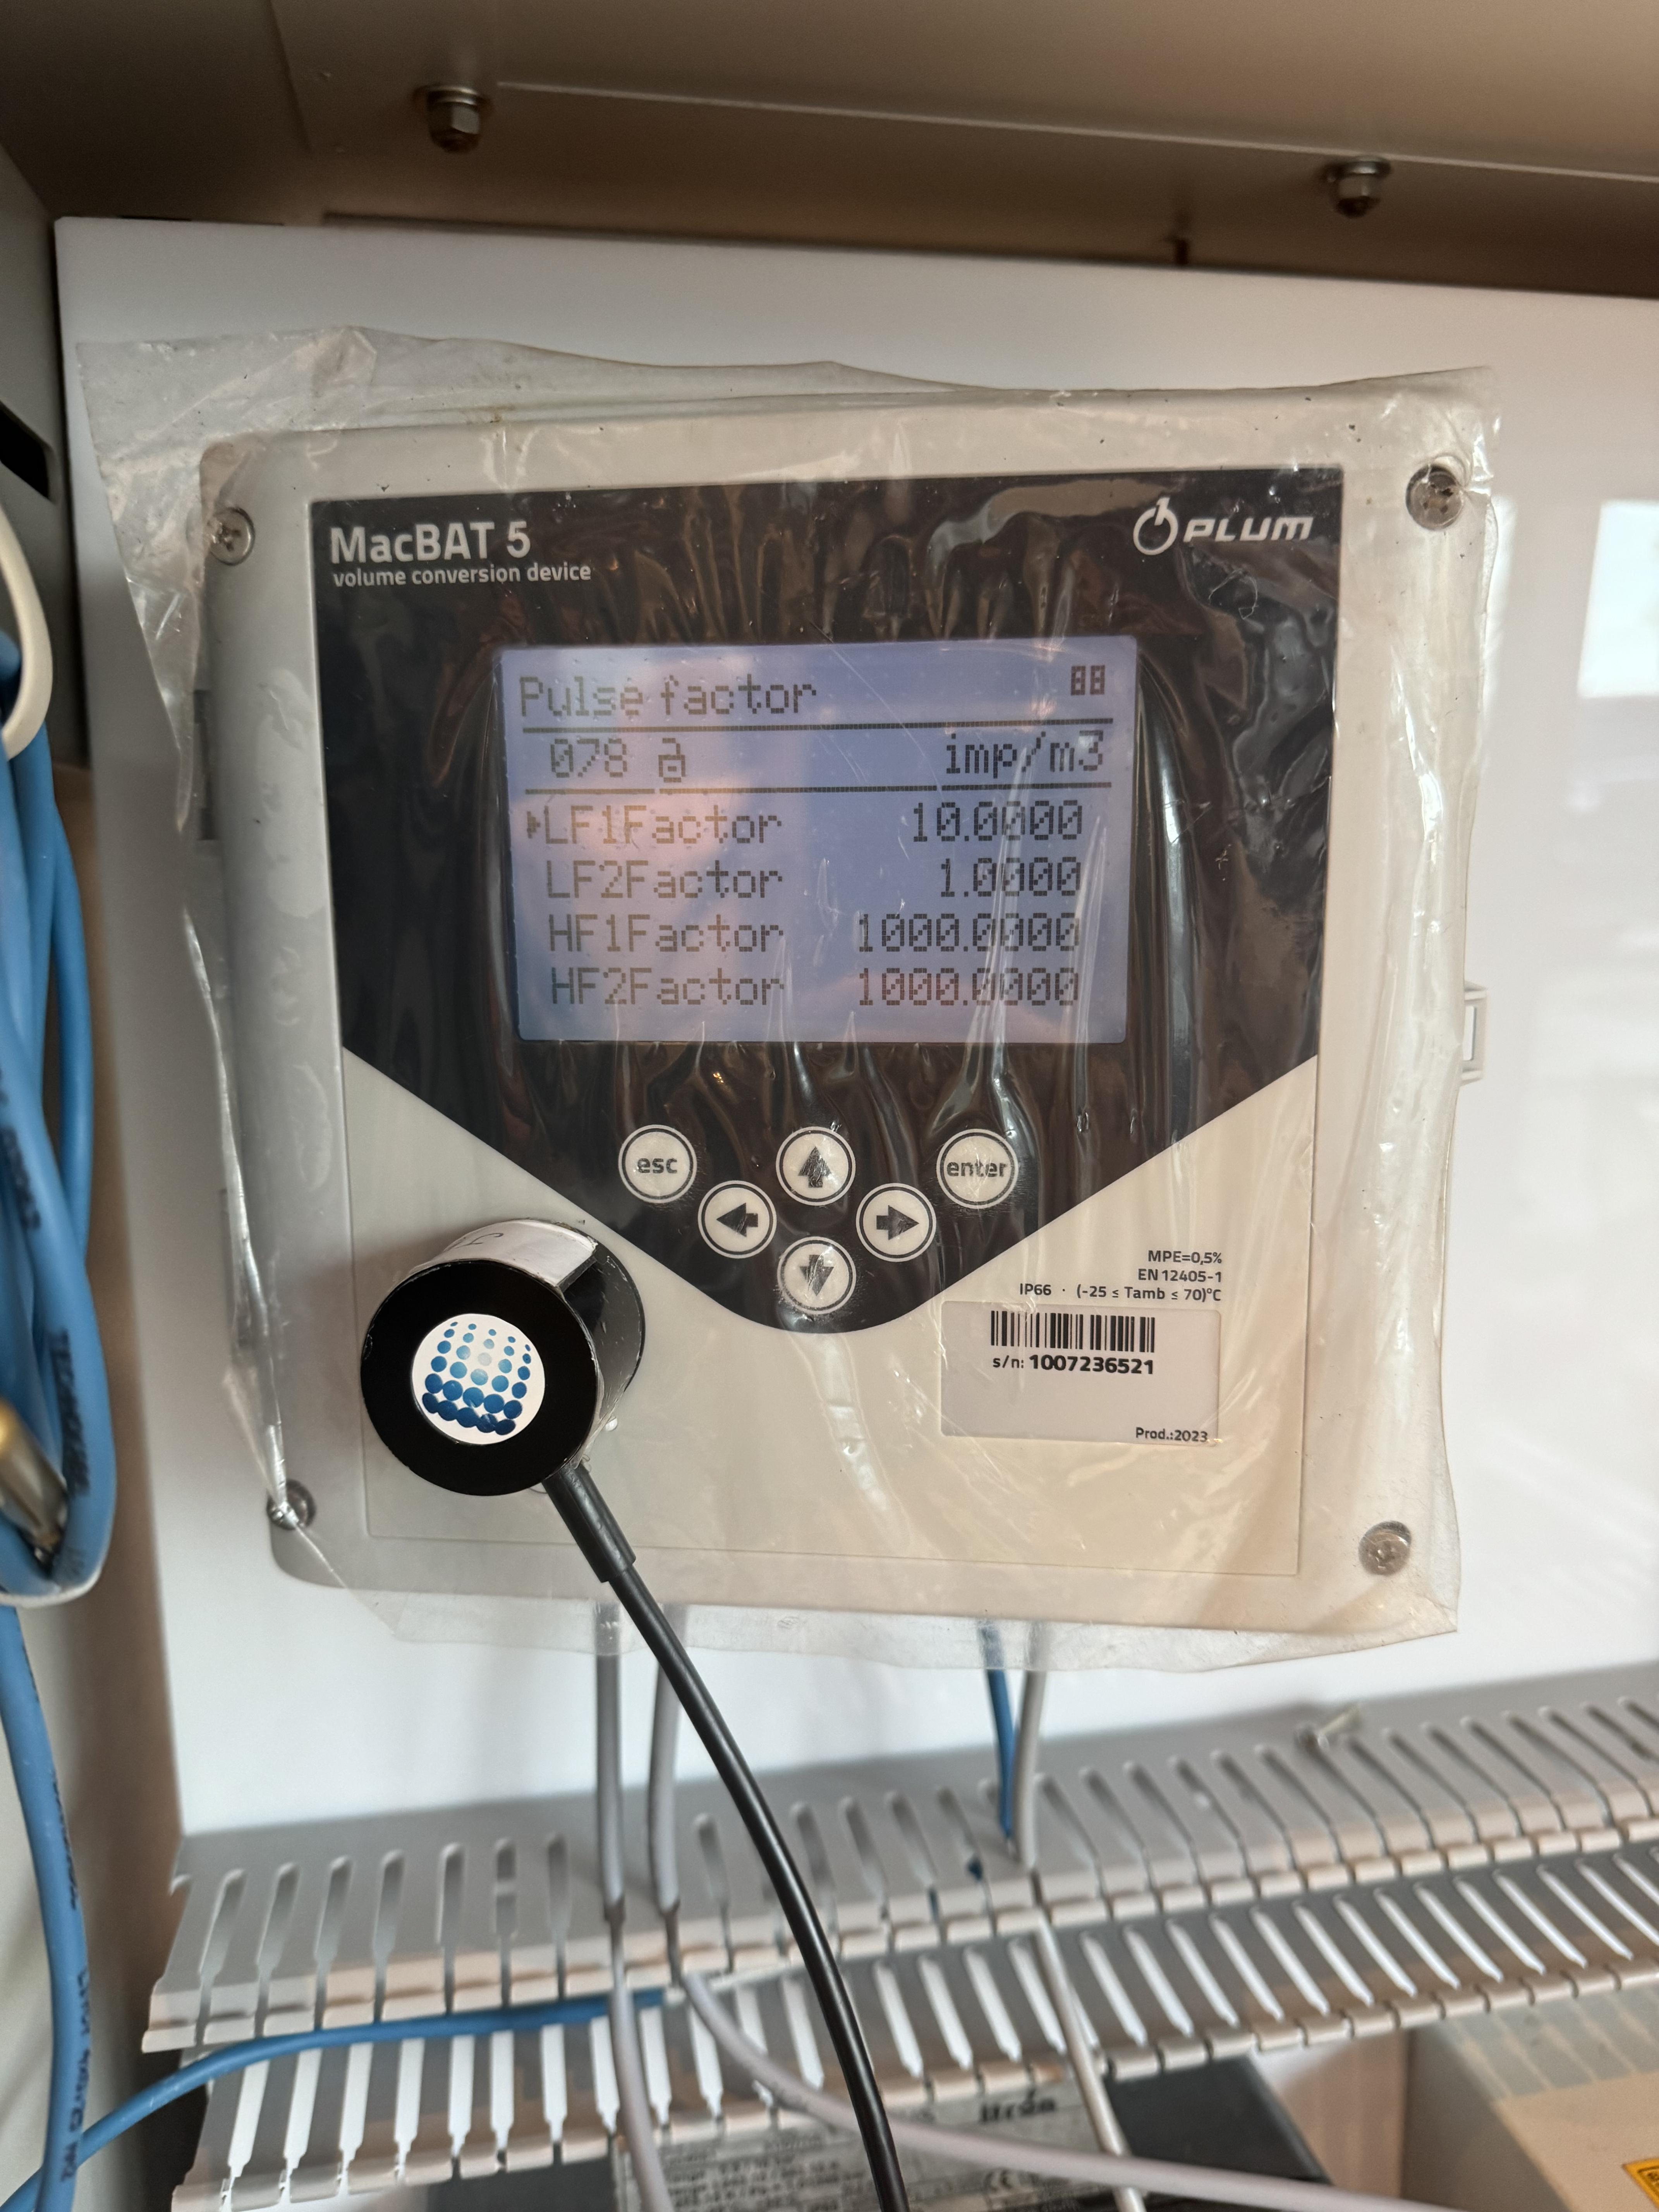 MacBAT 5
volume conversion device
PLUM
Pulse factor
078 imp/m3
LF1Factor 10.0000
LF2Factor 1.0000
HF1Factor 1000.0000
HF2Factor 1000.0000
esc
enter
MPE=0,5%
EN 12405-1
IP66 · (-25 ≤ Tamb ≤ 70)°C
s/n: 1007236521
Prod.:2023
Itron